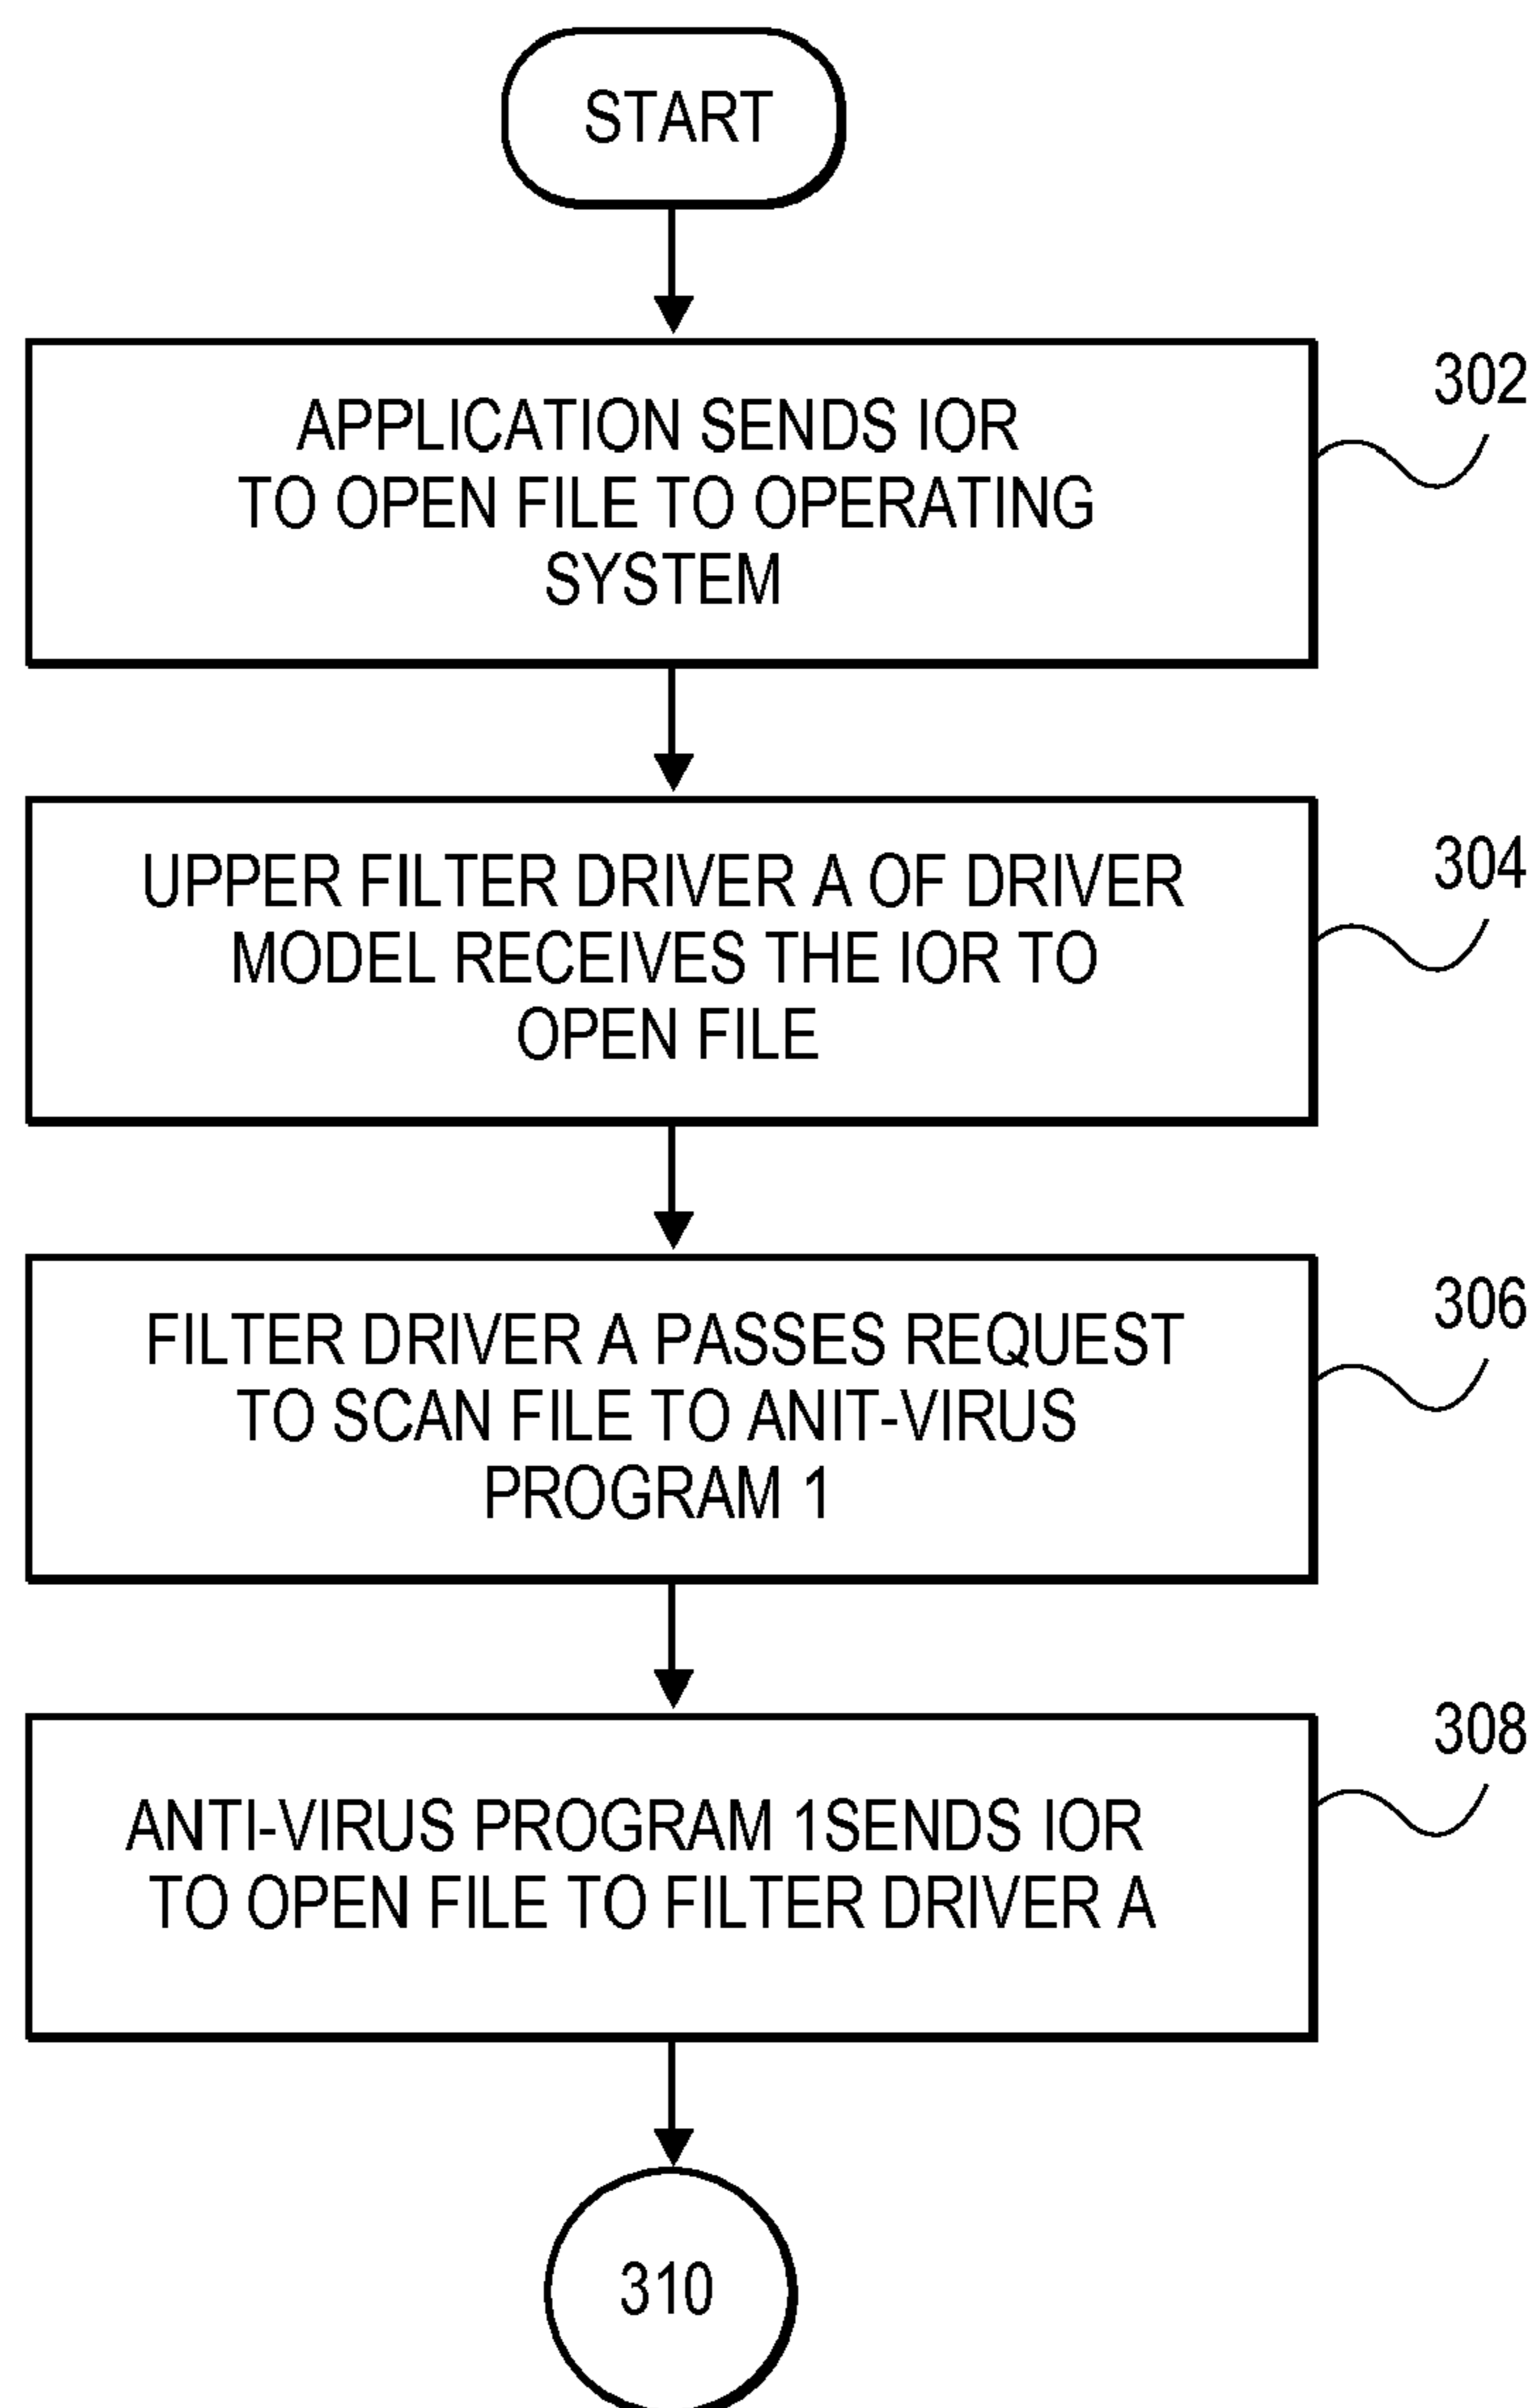 START
302
APPLICATION SENDS IOR
TO OPEN FILE TO OPERATING
SYSTEM
304
UPPER FILTER DRIVER A OF DRIVER
MODEL RECEIVES THE IOR TO
OPEN FILE
306
FILTER DRIVER A PASSES REQUEST
TO SCAN FILE TO ANIT-VIRUS
PROGRAM 1
308
ANTI-VIRUS PROGRAM 1SENDS IOR
TO OPEN FILE TO FILTER DRIVER A
310